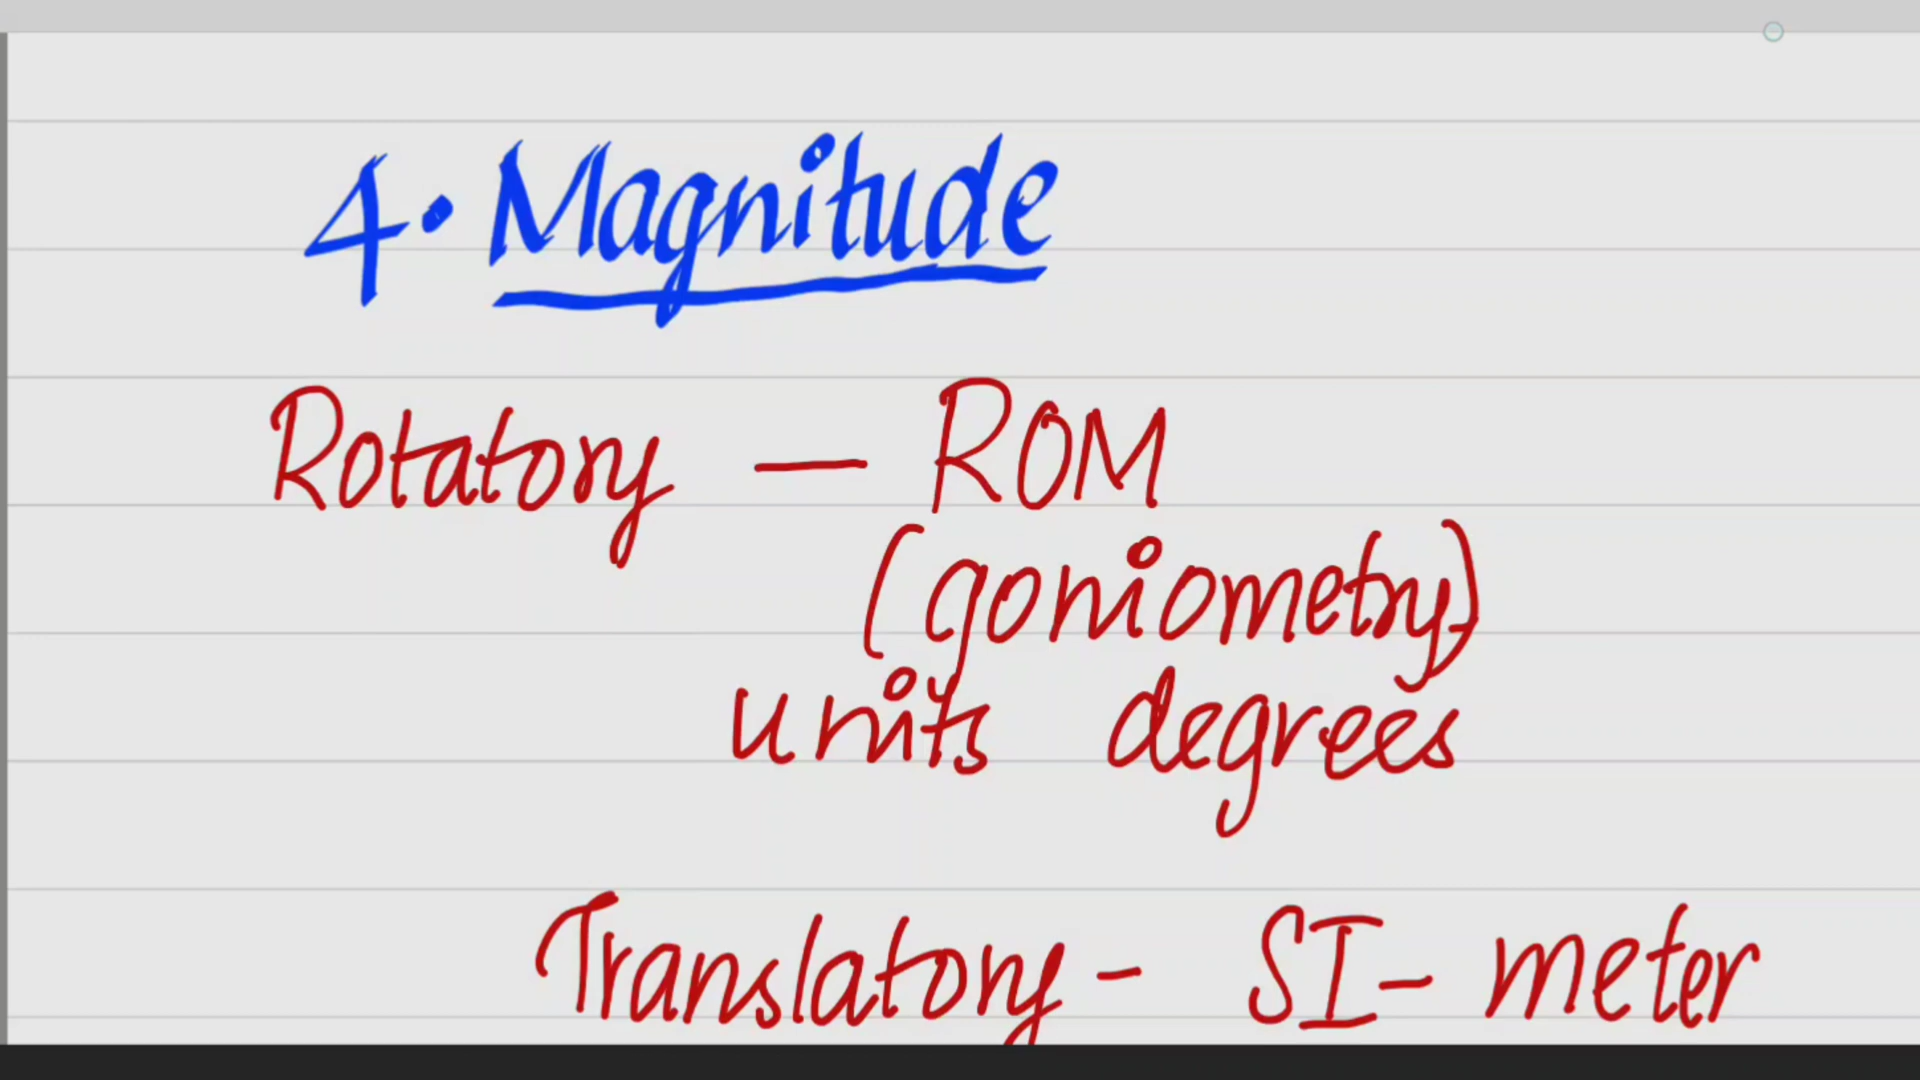 4. Magnitude
Rotatory — ROM
(goniometry)
units degrees
Translatory - SI - meter